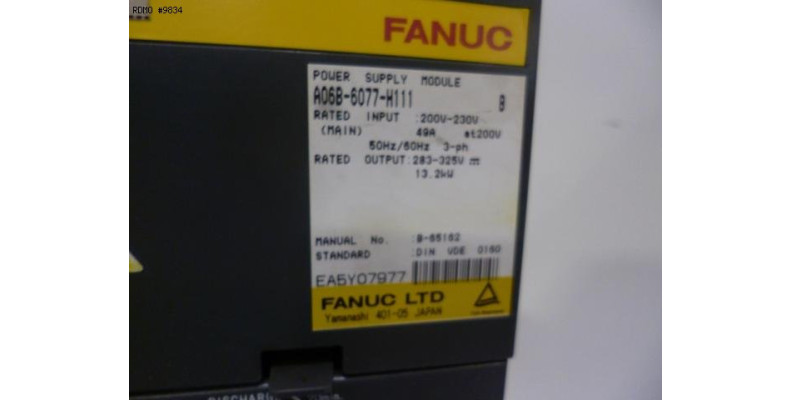 RDMO #9834
FANUC
POWER SUPPLY MODULE
A06B-6077-H111
RATED INPUT :200V-230V
(MAIN) 49A at200V
50Hz/60Hz 3-ph
RATED OUTPUT:283-325V
13.2kW
MANUAL No. :B-65162
STANDARD :DIN VDE 0160
EA5Y07977
FANUC LTD
Yamanashi 401-05 JAPAN